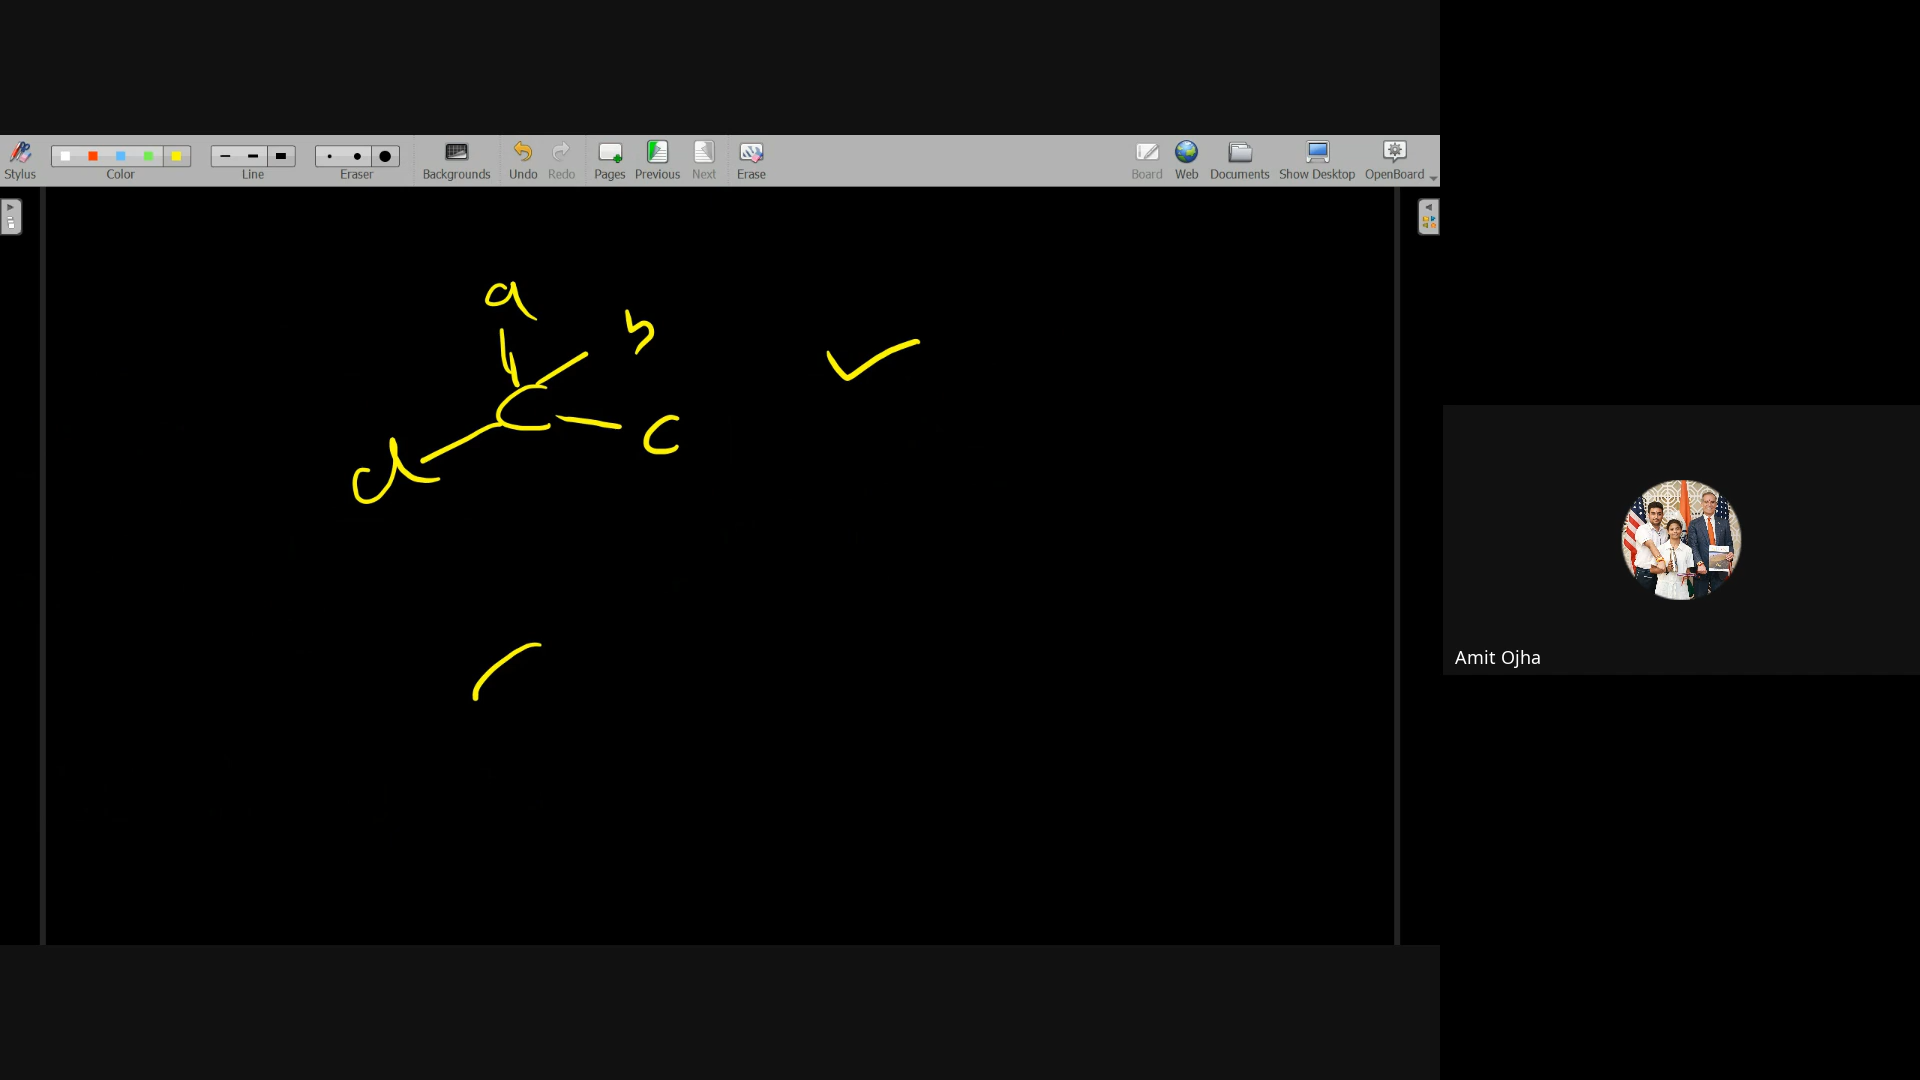 Stylus Color Line Eraser Backgrounds Undo Redo Pages Previous Next Erase Board Web Documents Show Desktop OpenBoard
a
b
C
c
d
Amit Ojha